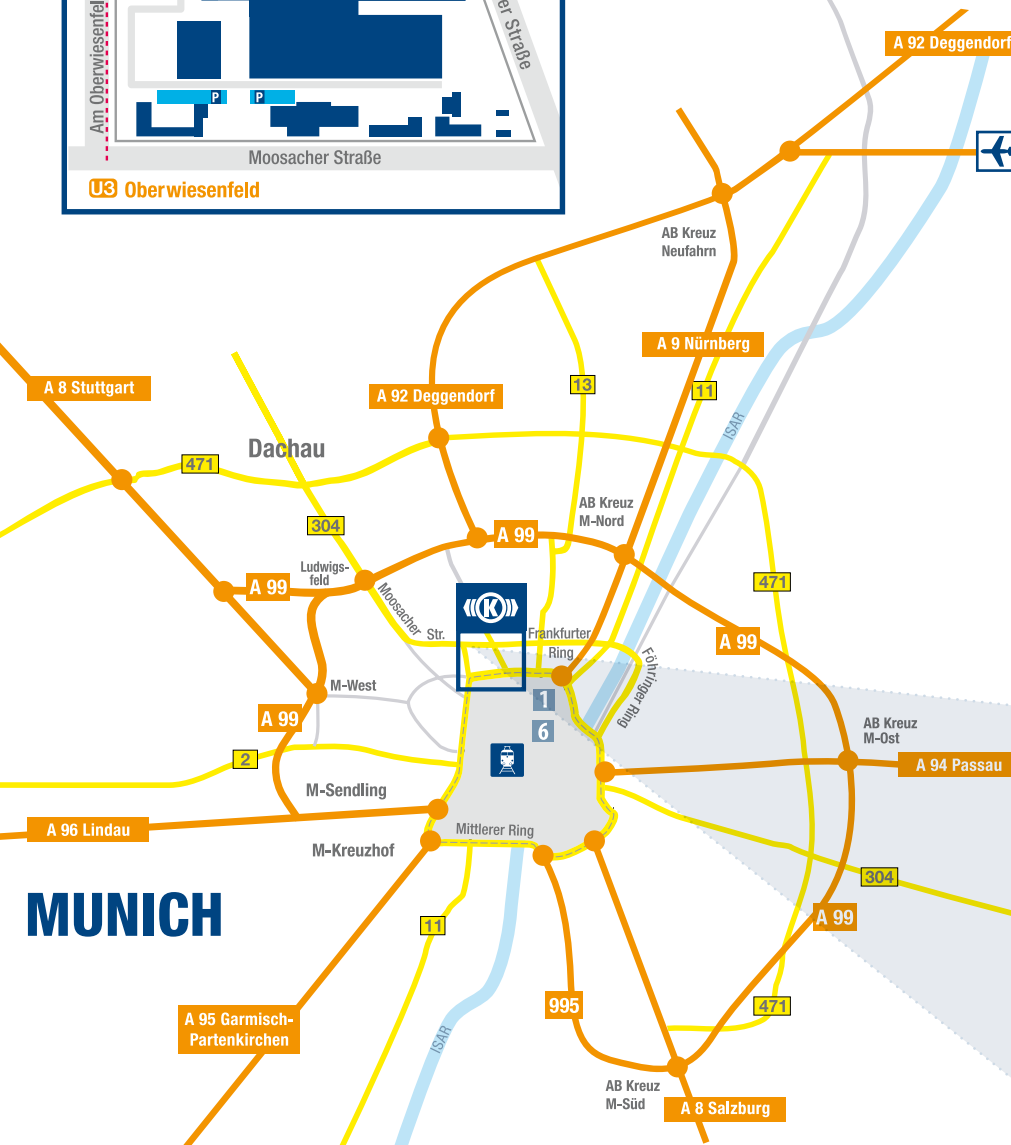 Am Oberwiesenfel
er Straße
P
P
Moosacher Straße
U3 Oberwiesenfeld
A 92 Deggendorf
AB Kreuz
Neufahrn
A 9 Nürnberg
A 8 Stuttgart
13
11
A 92 Deggendorf
ISAR
Dachau
471
304
AB Kreuz
M-Nord
A 99
Ludwigs-
feld
A 99
471
Moosacher
Str.
K
Frankfurter
Ring
Föhringer Ring
A 99
M-West
1
6
A 99
AB Kreuz
M-Ost
2
A 94 Passau
M-Sendling
A 96 Lindau
Mittlerer Ring
M-Kreuzhof
304
MUNICH
11
A 99
A 95 Garmisch-
Partenkirchen
995
471
ISAR
AB Kreuz
M-Süd
A 8 Salzburg